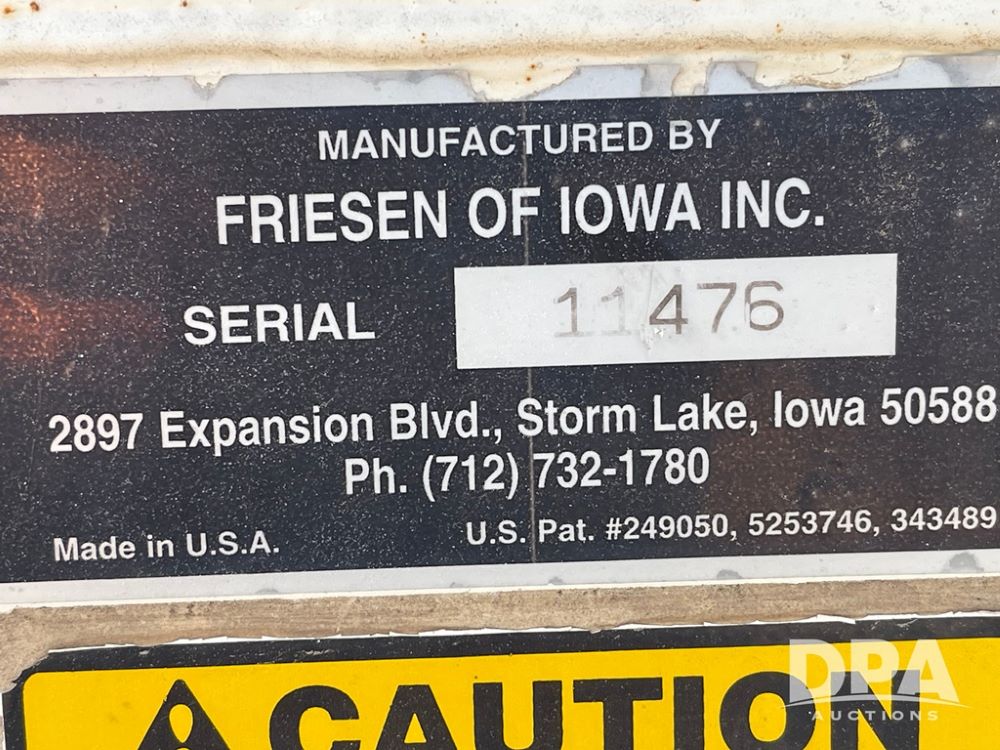 MANUFACTURED BY
FRIESEN OF IOWA INC.
SERIAL 11476
2897 Expansion Blvd., Storm Lake, Iowa 50588
Ph. (712) 732-1780
Made in U.S.A. U.S. Pat. #249050, 5253746, 343489
CAUTION
DPA
AUCTIONS